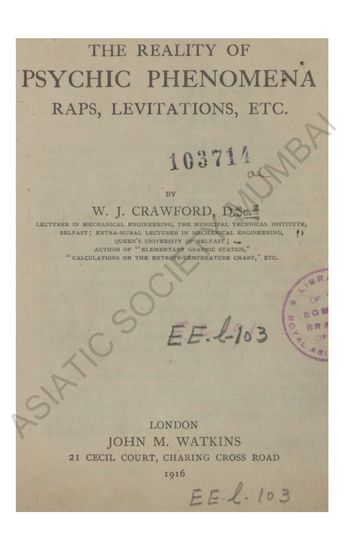 THE REALITY OF
PSYCHIC PHENOMENA
RAPS, LEVITATIONS, ETC.
103714
BY
W. J. CRAWFORD, D.Sc.
LECTURER IN MECHANICAL ENGINEERING, THE MUNICIPAL TECHNICAL INSTITUTE,
BELFAST; EXTRA-MURAL LECTURER IN MECHANICAL ENGINEERING,
QUEEN'S UNIVERSITY OF BELFAST;
AUTHOR OF "ELEMENTARY GRAPHIC STATICS,"
"CALCULATIONS ON THE ENTROPY-TEMPERATURE CHART," ETC.
EE.b-103
LONDON
JOHN M. WATKINS
21 CECIL COURT, CHARING CROSS ROAD
1916
EE.b. 103
ASIATIC SOCIETY MUMBAI